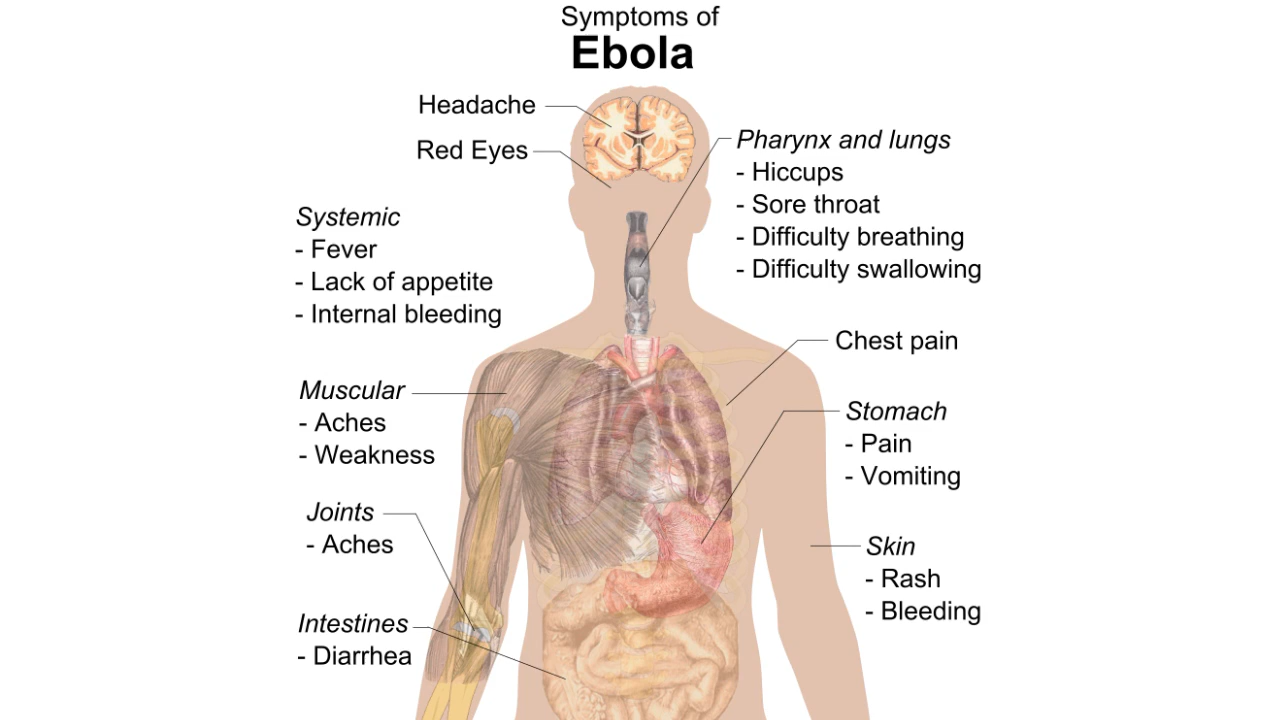 Symptoms of
Ebola
Headache
Red Eyes
Systemic
- Fever
- Lack of appetite
- Internal bleeding
Muscular
- Aches
- Weakness
Joints
- Aches
Intestines
- Diarrhea
Pharynx and lungs
- Hiccups
- Sore throat
- Difficulty breathing
- Difficulty swallowing
Chest pain
Stomach
- Pain
- Vomiting
Skin
- Rash
- Bleeding